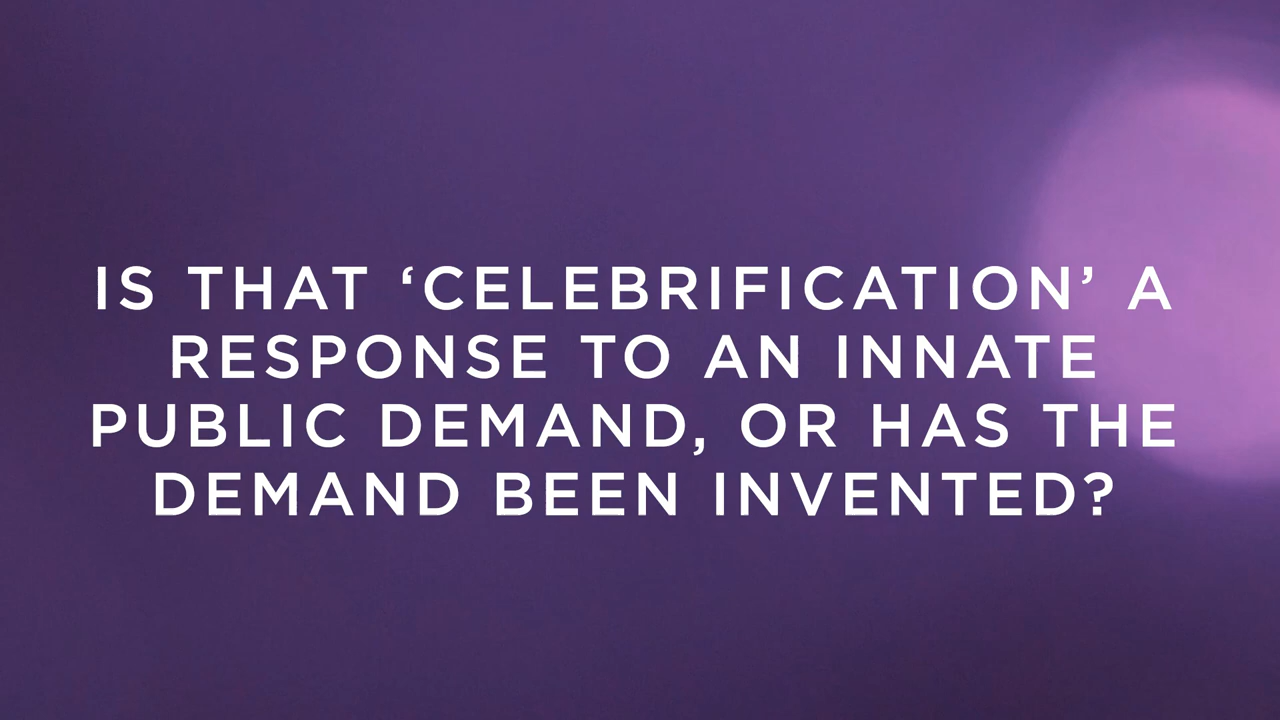 IS THAT ‘CELEBRIFICATION’ A
RESPONSE TO AN INNATE
PUBLIC DEMAND, OR HAS THE
DEMAND BEEN INVENTED?